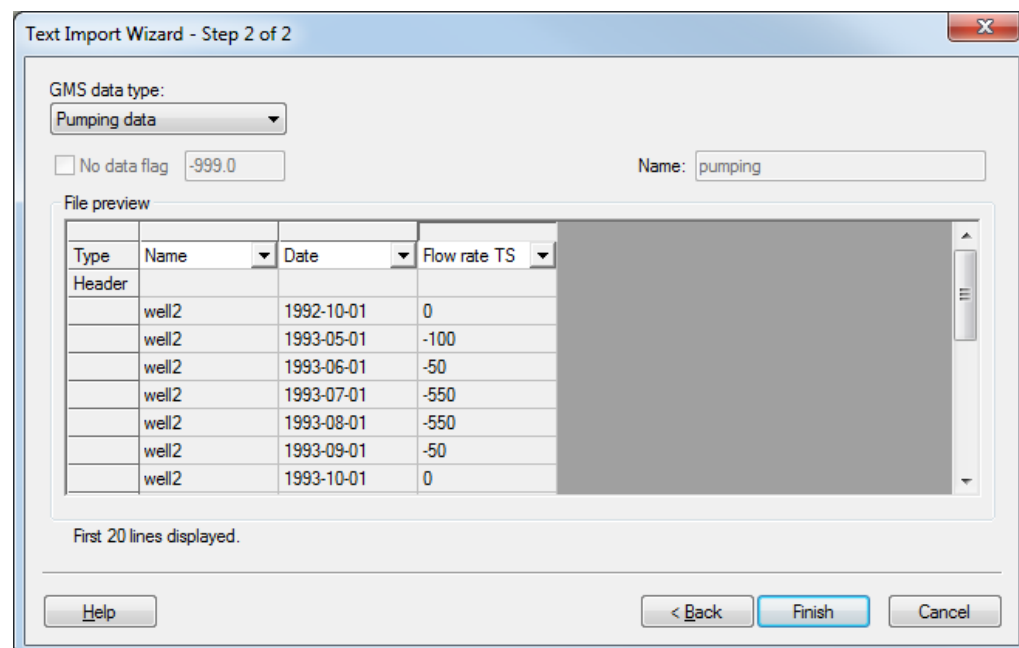 Text Import Wizard - Step 2 of 2
X
GMS data type:
Pumping data
No data flag -999.0 Name: pumping
File preview
Type Name Date Flow rate TS
Header
well2 1992-10-01 0
well2 1993-05-01 -100
well2 1993-06-01 -50
well2 1993-07-01 -550
well2 1993-08-01 -550
well2 1993-09-01 -50
well2 1993-10-01 0
First 20 lines displayed.
Help < Back Finish Cancel